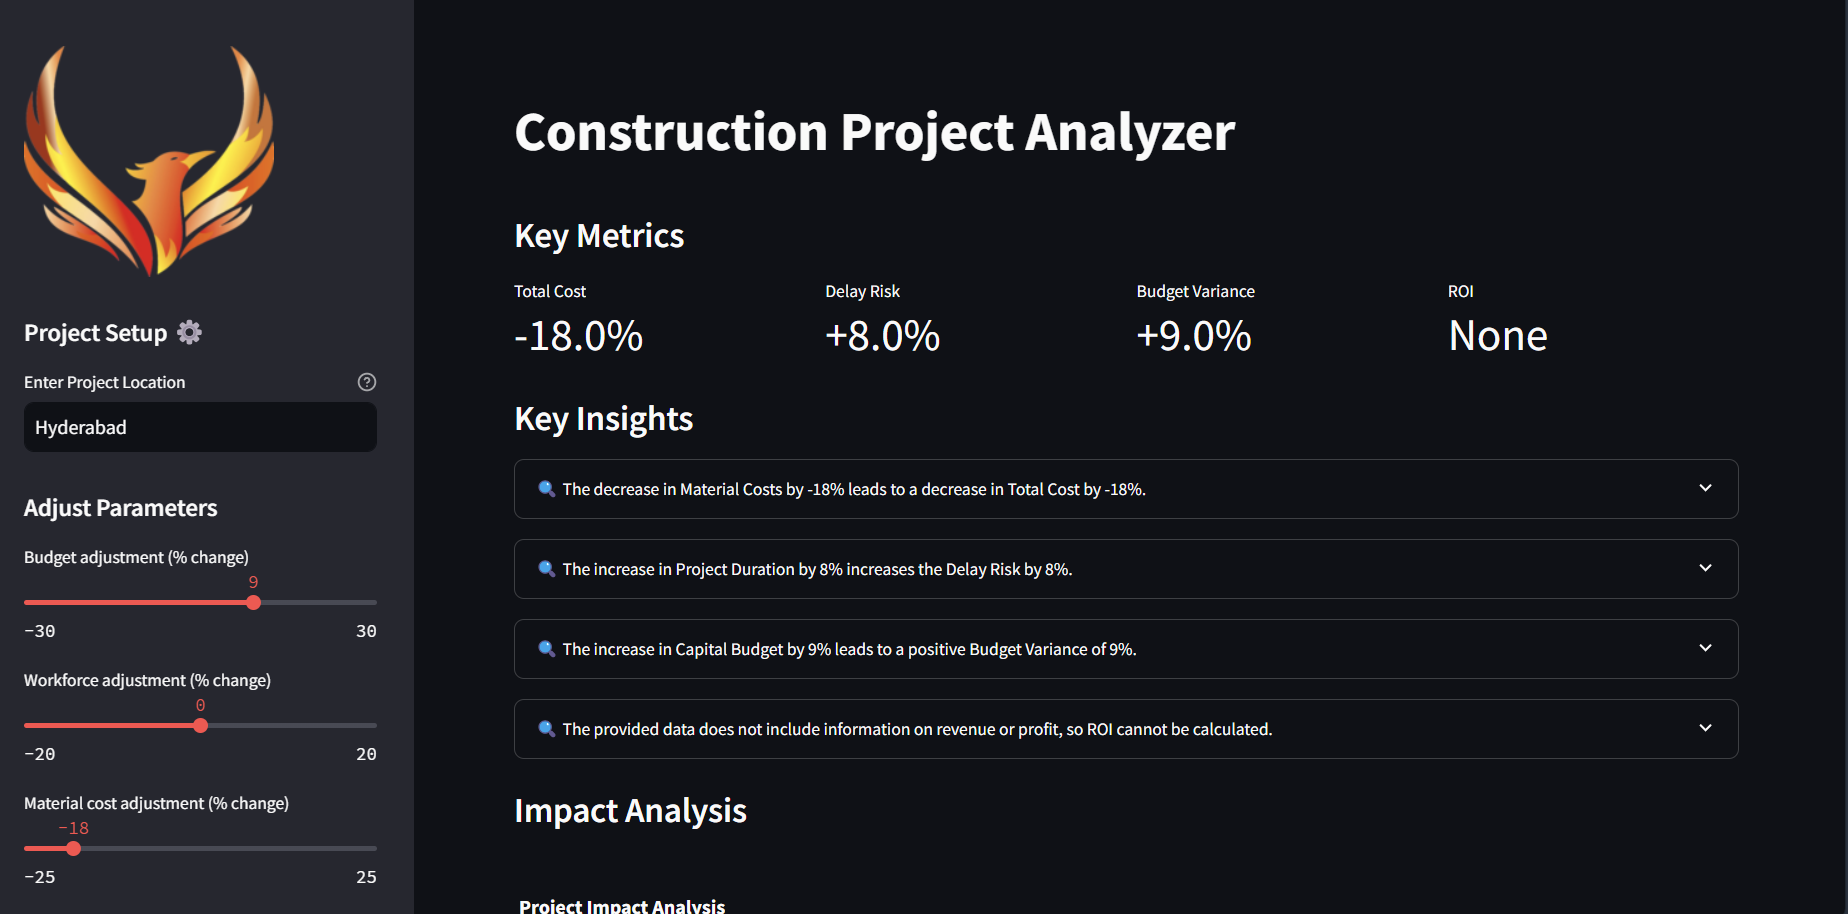 Project Setup
Enter Project Location
Hyderabad
Adjust Parameters
Budget adjustment (% change)
9
-30 30
Workforce adjustment (% change)
0
-20 20
Material cost adjustment (% change)
-18
-25 25
Construction Project Analyzer
Key Metrics
Total Cost Delay Risk Budget Variance ROI
-18.0% +8.0% +9.0% None
Key Insights
The decrease in Material Costs by -18% leads to a decrease in Total Cost by -18%.
The increase in Project Duration by 8% increases the Delay Risk by 8%.
The increase in Capital Budget by 9% leads to a positive Budget Variance of 9%.
The provided data does not include information on revenue or profit, so ROI cannot be calculated.
Impact Analysis
Project Impact Analysis